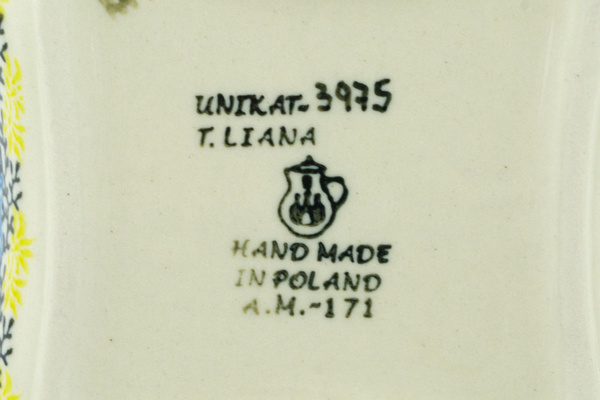 UNIKAT-3975
T. LIANA
HAND MADE
IN POLAND
A.M.-171